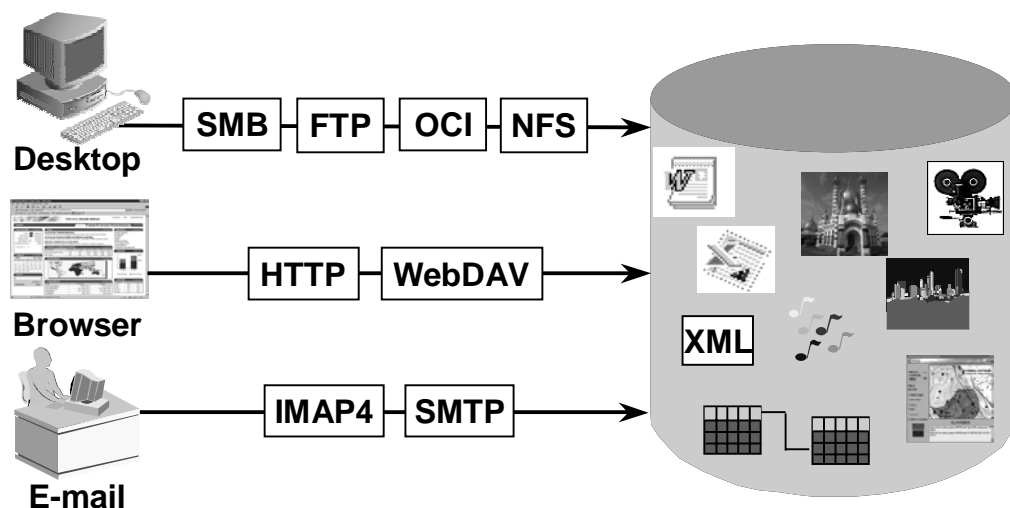 SMB FTP OCI NFS
Desktop
W
HTTP WebDAV
Browser
XML
IMAP4 SMTP
E-mail